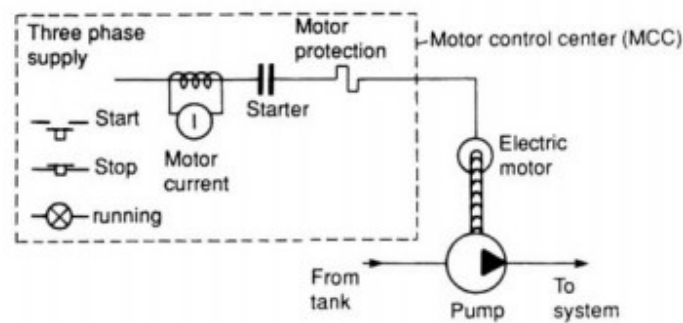 Three phase
supply
Motor
protection
Motor control center (MCC)
Start
I
Starter
Stop
Motor
current
Electric
motor
running
From
tank
Pump
To
system